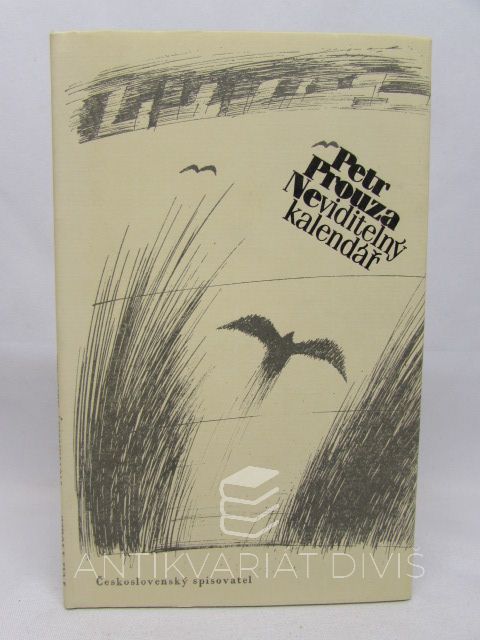 Petr
Prouza
Neviditelný
kalendář
ANTIKVARIÁT DIVIŠ
Československý spisovatel